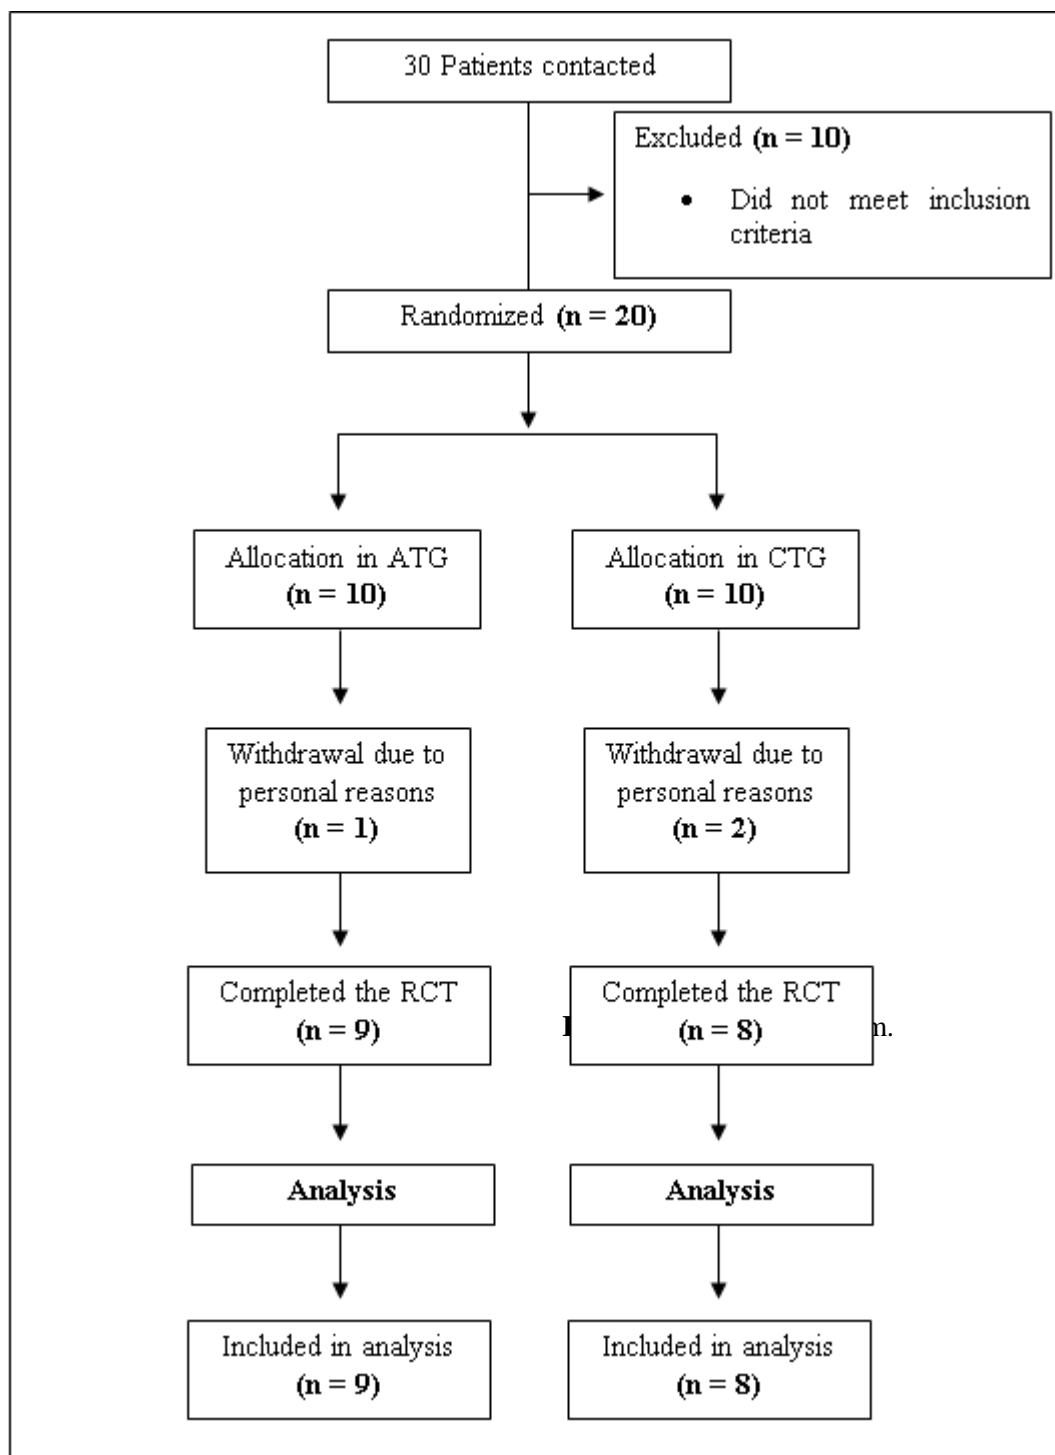 30 Patients contacted
Excluded (n = 10)
• Did not meet inclusion
criteria
Randomized (n = 20)
Allocation in ATG
(n = 10)
Allocation in CTG
(n = 10)
Withdrawal due to
personal reasons
(n = 1)
Withdrawal due to
personal reasons
(n = 2)
Completed the RCT
(n = 9)
Completed the RCT
(n = 8)
m.
Analysis
Analysis
Included in analysis
(n = 9)
Included in analysis
(n = 8)